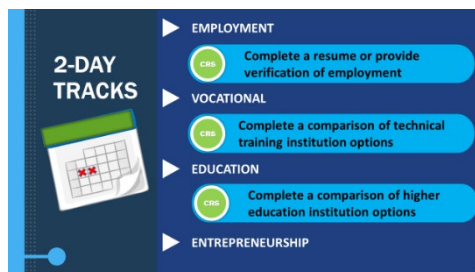 2-DAY
TRACKS
EMPLOYMENT
CRS
Complete a resume or provide
verification of employment
VOCATIONAL
CRS
Complete a comparison of technical
training institution options
EDUCATION
CRS
Complete a comparison of higher
education institution options
ENTREPRENEURSHIP